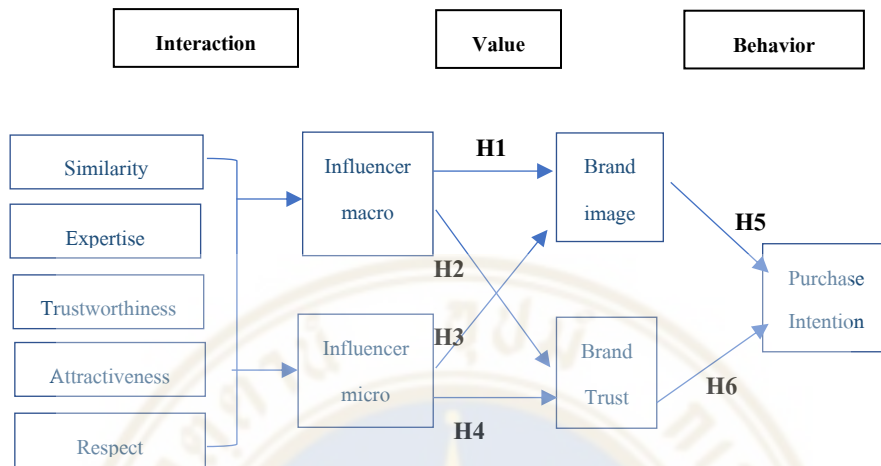 Interaction
Value
Behavior
Similarity
Expertise
Trustworthiness
Attractiveness
Respect
Influencer
macro
Influencer
micro
H1
H2
H3
H4
Brand
image
Brand
Trust
H5
H6
Purchase
Intention